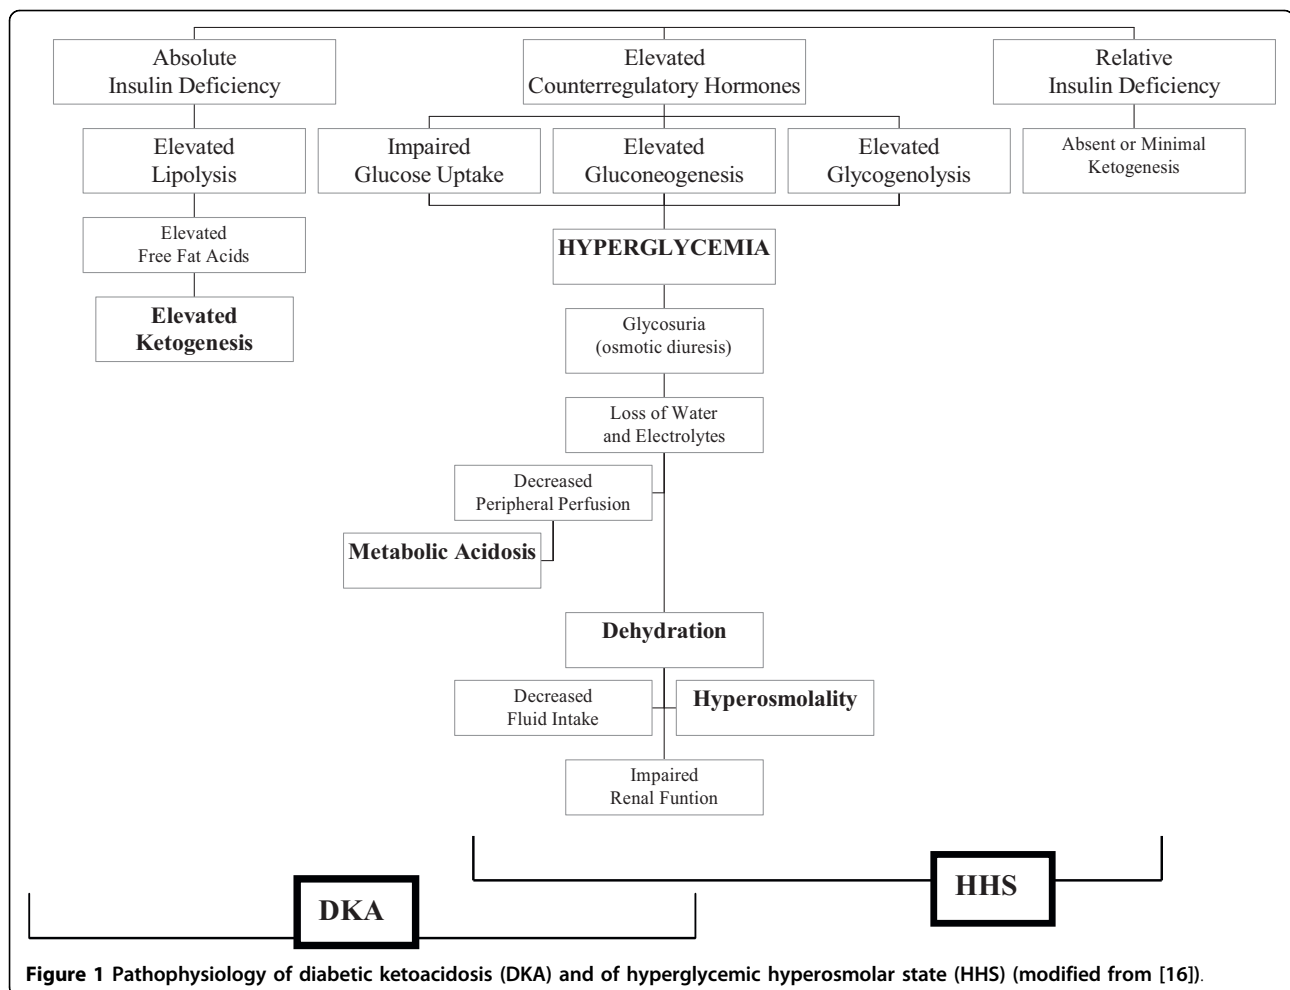 Absolute
Insulin Deficiency
Elevated
Counterregulatory Hormones
Relative
Insulin Deficiency
Elevated
Lipolysis
Impaired
Glucose Uptake
Elevated
Gluconeogenesis
Elevated
Glycogenolysis
Absent or Minimal
Ketogenesis
Elevated
Free Fat Acids
HYPERGLYCEMIA
Elevated
Ketogenesis
Glycosuria
(osmotic diuresis)
Loss of Water
and Electrolytes
Decreased
Peripheral Perfusion
Metabolic Acidosis
Dehydration
Decreased
Fluid Intake
Hyperosmolality
Impaired
Renal Funtion
HHS
DKA
Figure 1 Pathophysiology of diabetic ketoacidosis (DKA) and of hyperglycemic hyperosmolar state (HHS) (modified from [16]).